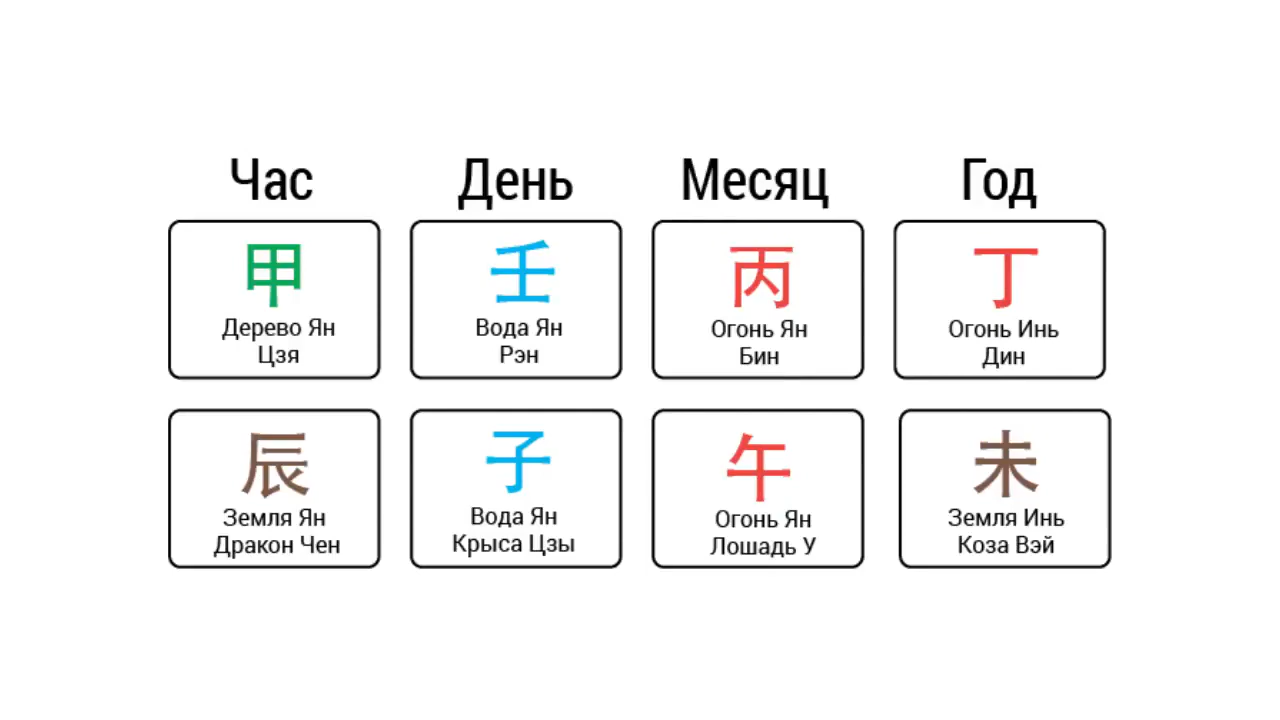 Час
День
Месяц
Год
甲
Дерево Ян
Цзя
壬
Вода Ян
Рэн
丙
Огонь Ян
Бин
丁
Огонь Инь
Дин
辰
Земля Ян
Дракон Чен
子
Вода Ян
Крыса Цзы
午
Огонь Ян
Лошадь У
未
Земля Инь
Коза Вэй